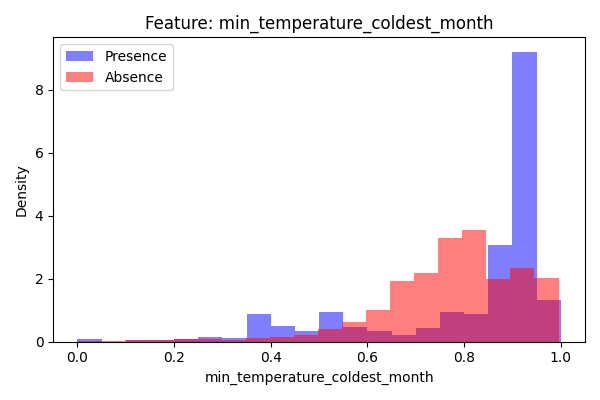 Feature: min_temperature_coldest_month
Presence
Absence
Density
8
6
4
2
0
0.0 0.2 0.4 0.6 0.8 1.0
min_temperature_coldest_month